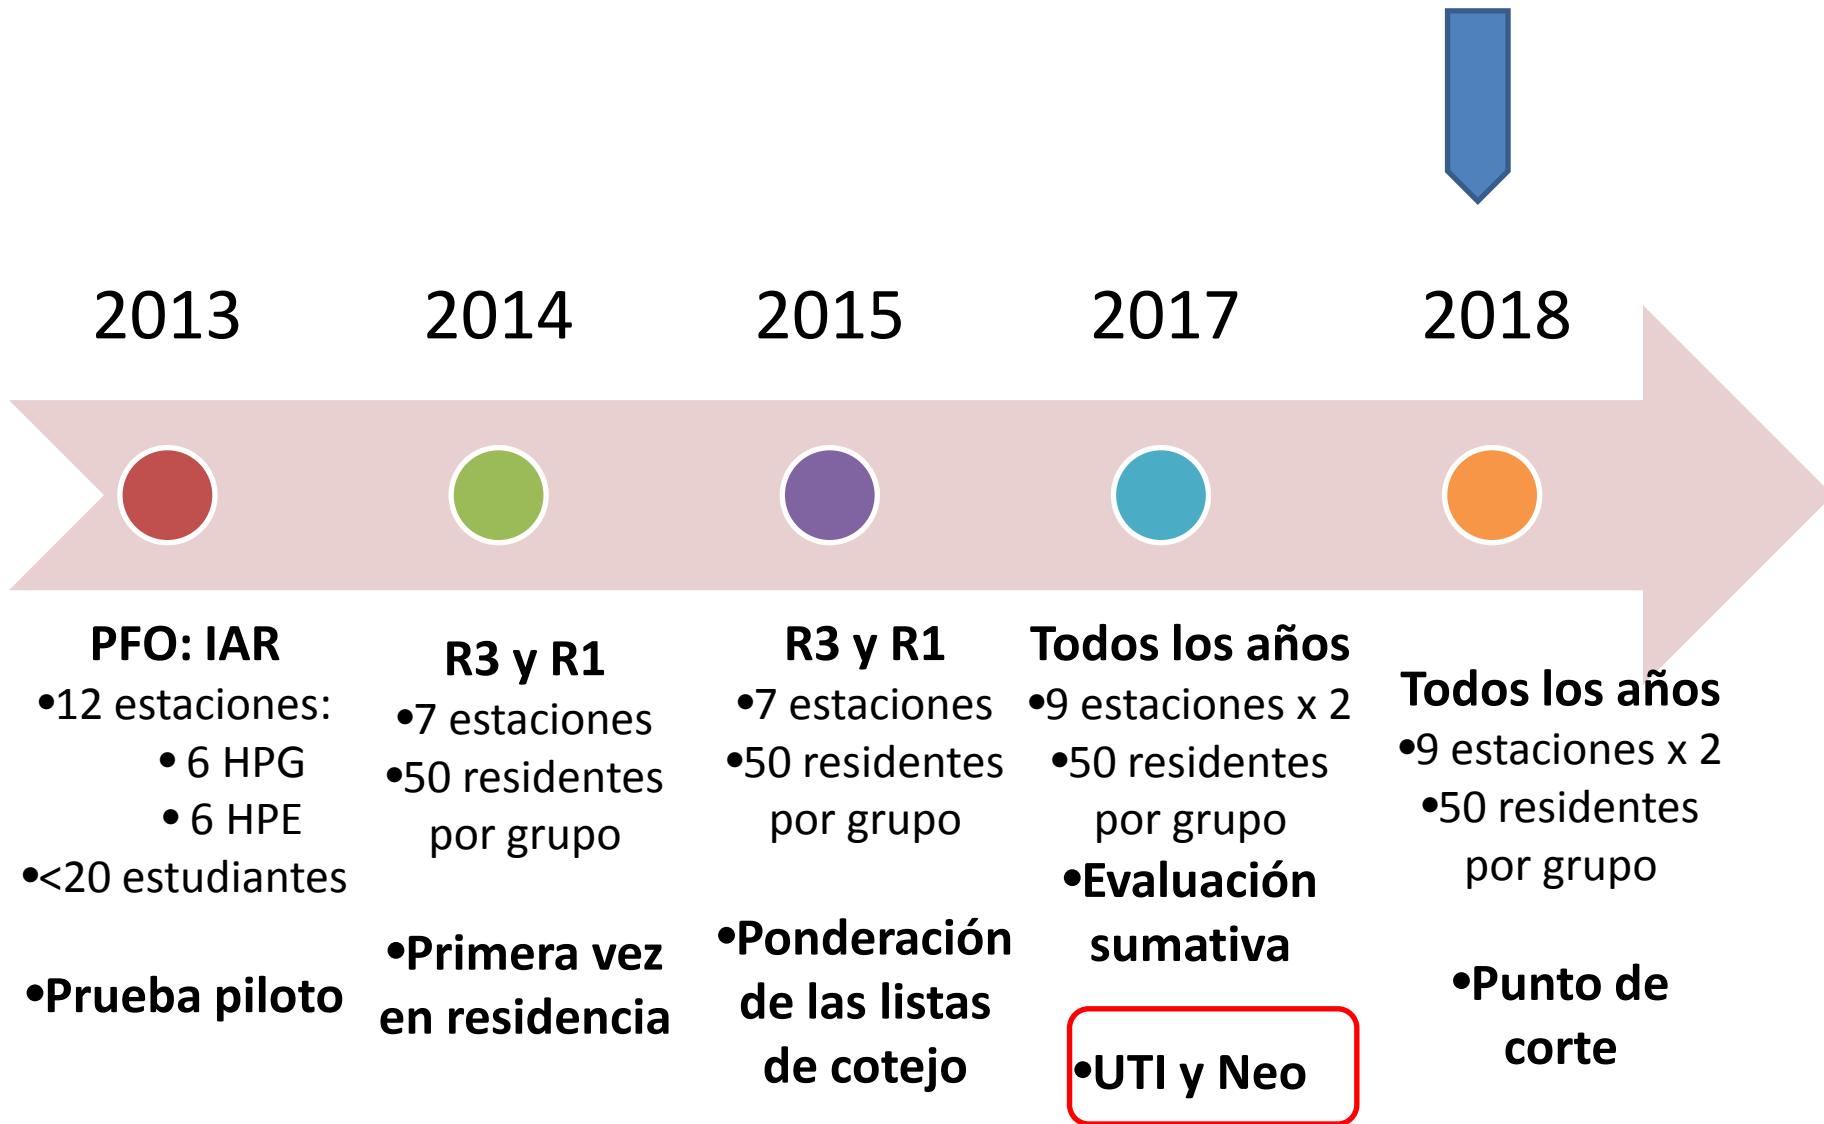 2013
2014
2015
2017
2018
PFO: IAR
•12 estaciones:
• 6 HPG
• 6 HPE
•<20 estudiantes
•Prueba piloto
R3 y R1
•7 estaciones
•50 residentes
por grupo
•Primera vez
en residencia
R3 y R1
•7 estaciones
•50 residentes
por grupo
•Ponderación
de las listas
de cotejo
Todos los años
•9 estaciones x 2
•50 residentes
por grupo
•Evaluación
sumativa
•UTI y Neo
Todos los años
•9 estaciones x 2
•50 residentes
por grupo
•Punto de
corte